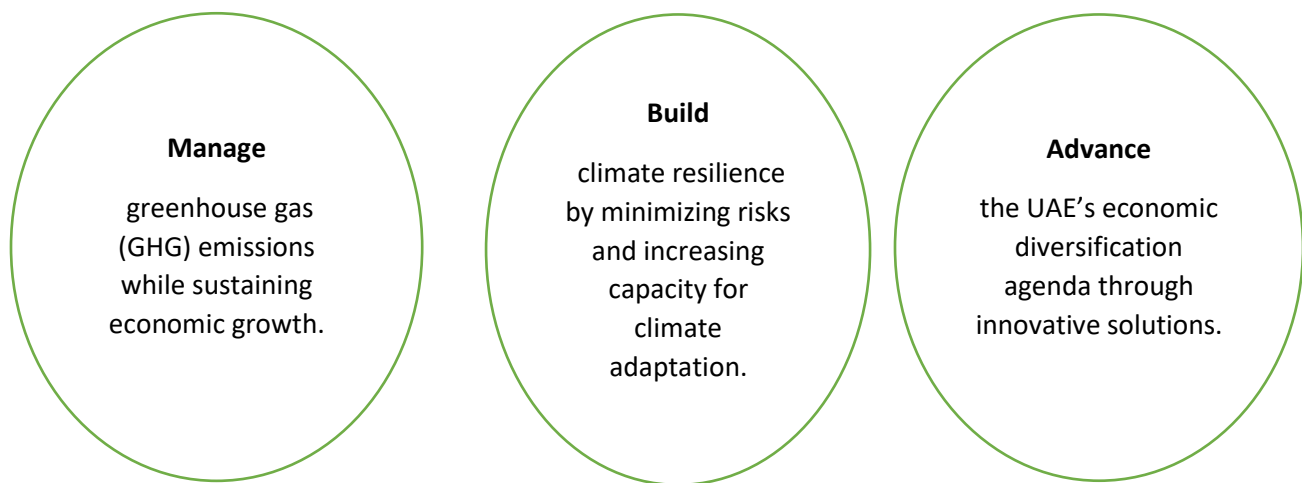 Manage
greenhouse gas
(GHG) emissions
while sustaining
economic growth.
Build
climate resilience
by minimizing risks
and increasing
capacity for
climate
adaptation.
Advance
the UAE’s economic
diversification
agenda through
innovative solutions.